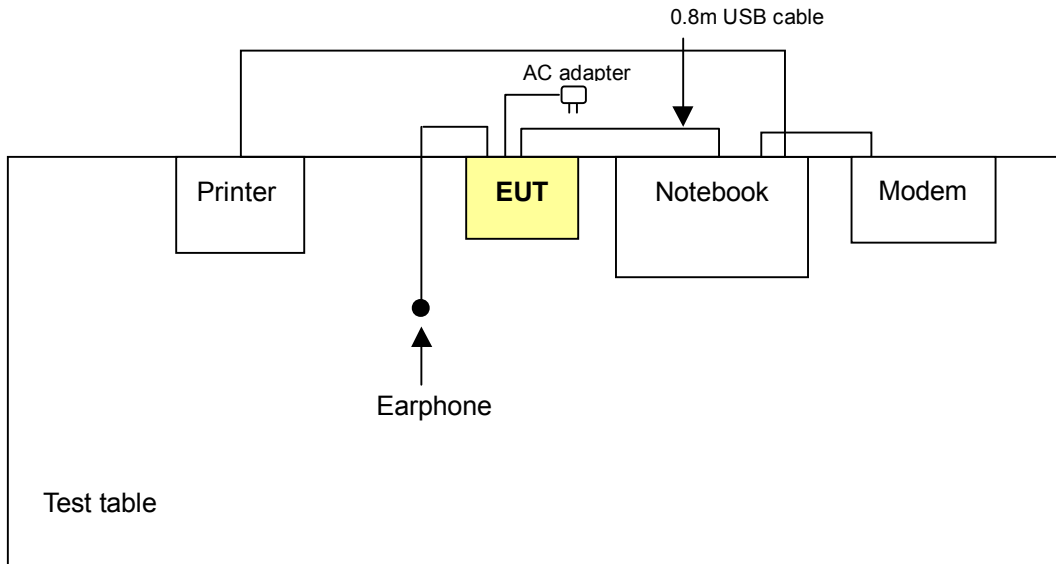 0.8m USB cable
AC adapter
Printer
EUT
Notebook
Modem
Earphone
Test table